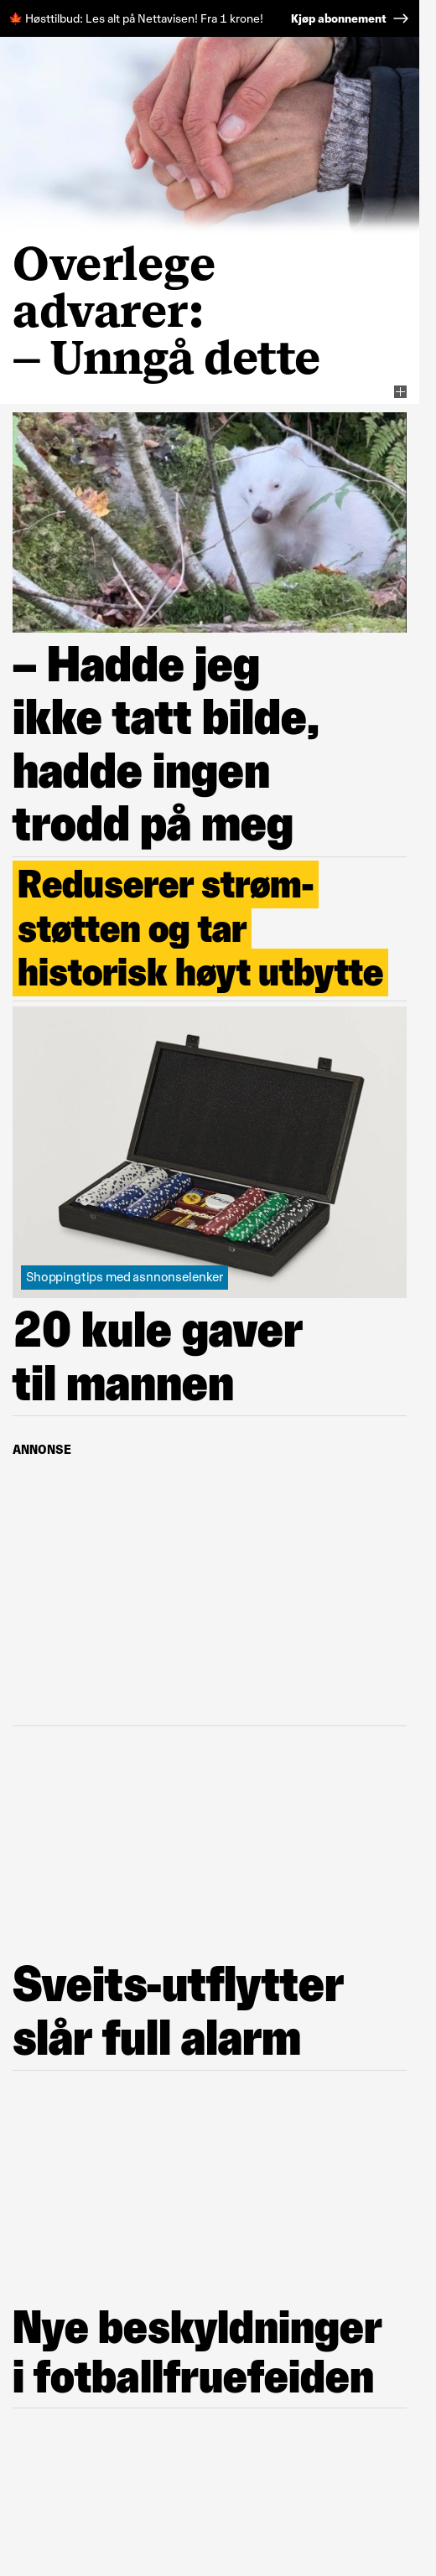 🍁 Høsttilbud: Les alt på Nettavisen! Fra 1 krone! Kjøp abonnement →
Overlege
advarer:
– Unngå dette
– Hadde jeg
ikke tatt bilde,
hadde ingen
trodd på meg
Reduserer strøm-
støtten og tar
historisk høyt utbytte
Shoppingtips med asnnonselenker
20 kule gaver
til mannen
ANNONSE
Sveits-utflytter
slår full alarm
Nye beskyldninger
i fotballfruefeiden